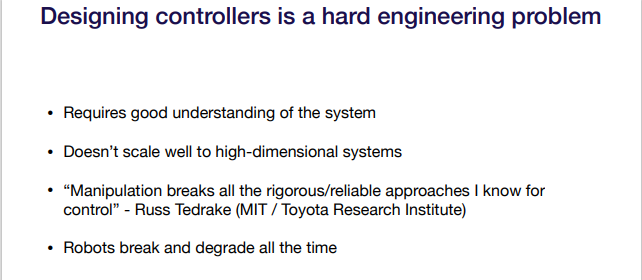 Designing controllers is a hard engineering problem
• Requires good understanding of the system
• Doesn’t scale well to high-dimensional systems
• “Manipulation breaks all the rigorous/reliable approaches I know for
control” - Russ Tedrake (MIT / Toyota Research Institute)
• Robots break and degrade all the time